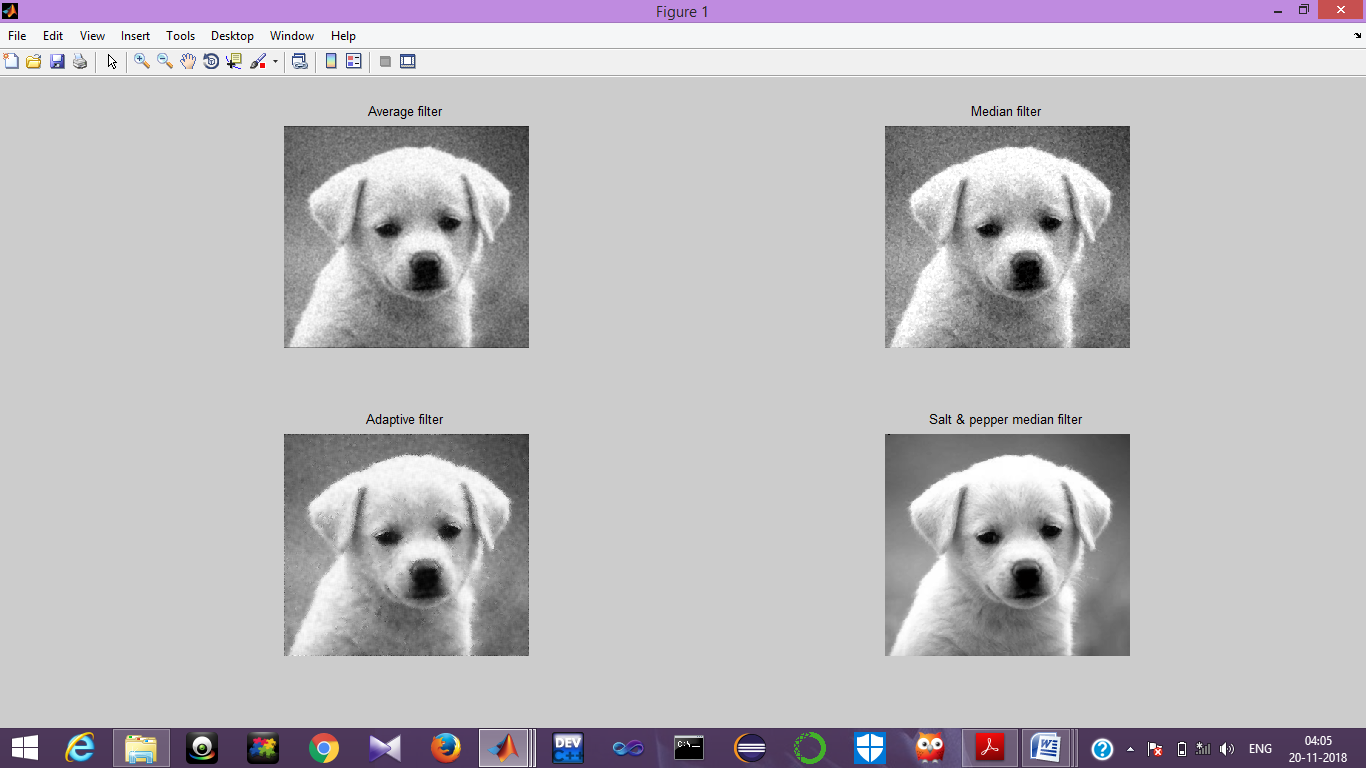 Figure 1
File Edit View Insert Tools Desktop Window Help
Average filter
Median filter
Adaptive filter
Salt & pepper median filter
DEV
C++
C:\
ENG
04:05
20-11-2018